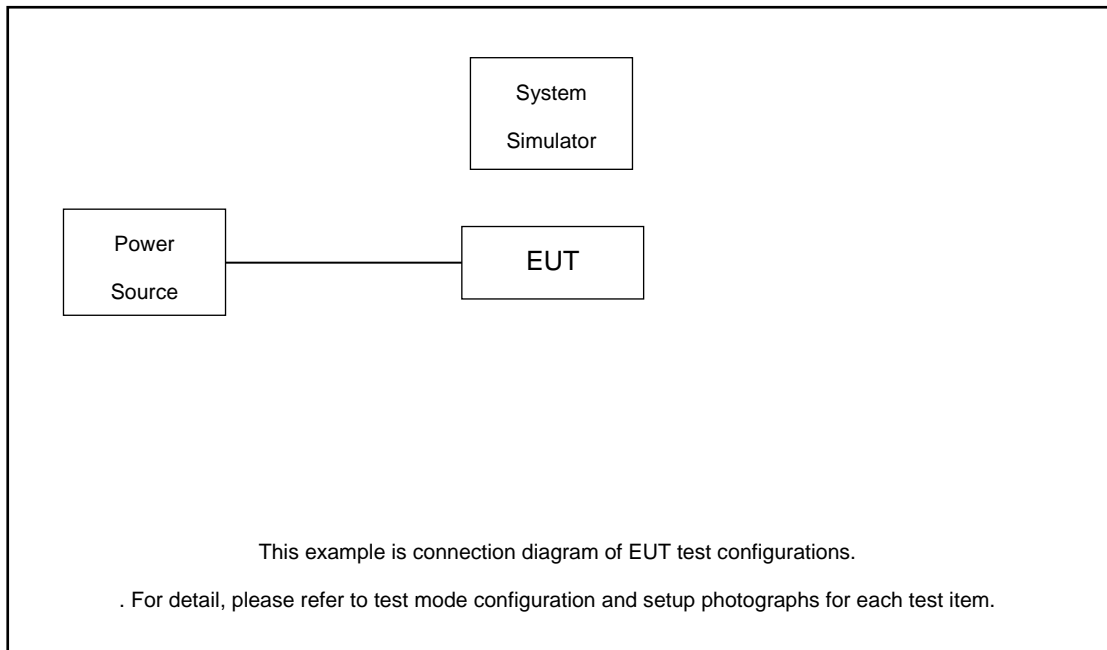 System
Simulator
Power
Source
EUT
This example is connection diagram of EUT test configurations.
. For detail, please refer to test mode configuration and setup photographs for each test item.